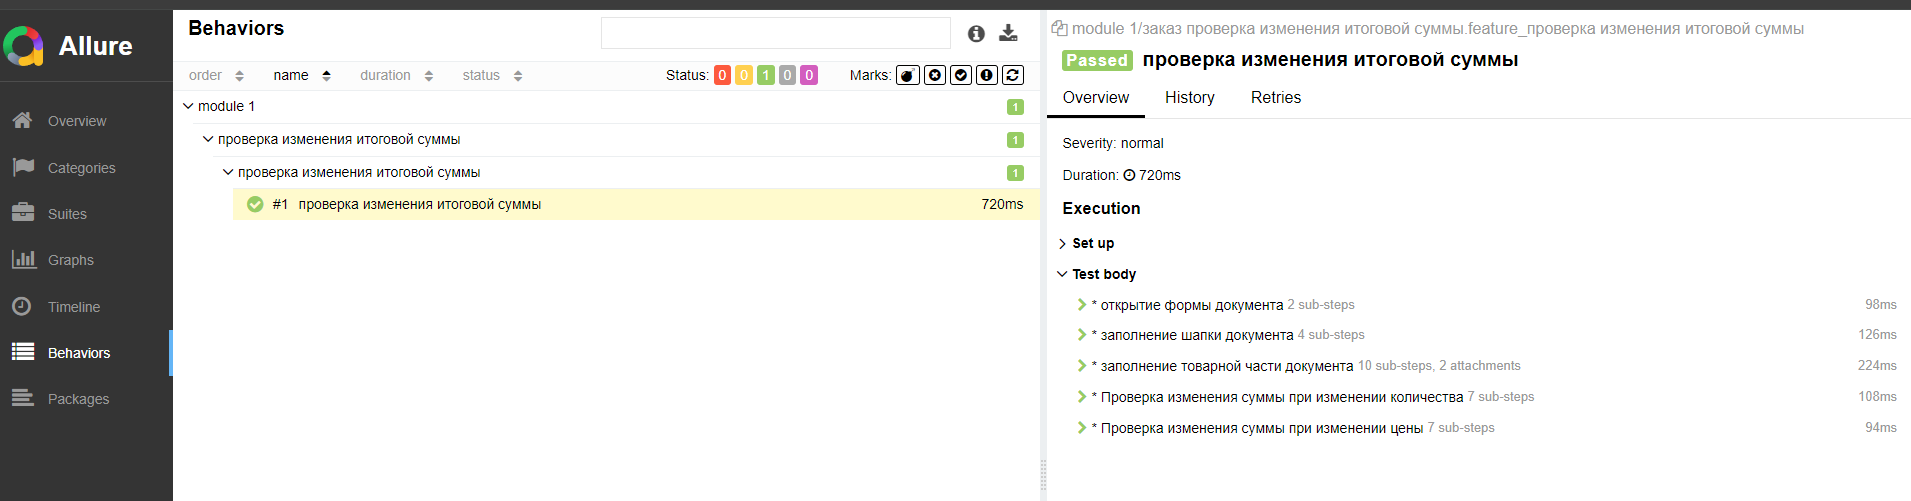 Allure
Overview
Categories
Suites
Graphs
Timeline
Behaviors
Packages
Behaviors
order name duration status Status: 0 0 1 0 0 Marks:
module 1 1
проверка изменения итоговой суммы 1
проверка изменения итоговой суммы 1
#1 проверка изменения итоговой суммы 720ms
module 1/заказ проверка изменения итоговой суммы.feature_проверка изменения итоговой суммы
Passed проверка изменения итоговой суммы
Overview History Retries
Severity: normal
Duration: 720ms
Execution
Set up
Test body
* открытие формы документа 2 sub-steps 98ms
* заполнение шапки документа 4 sub-steps 126ms
* заполнение товарной части документа 10 sub-steps, 2 attachments 224ms
* Проверка изменения суммы при изменении количества 7 sub-steps 108ms
* Проверка изменения суммы при изменении цены 7 sub-steps 94ms